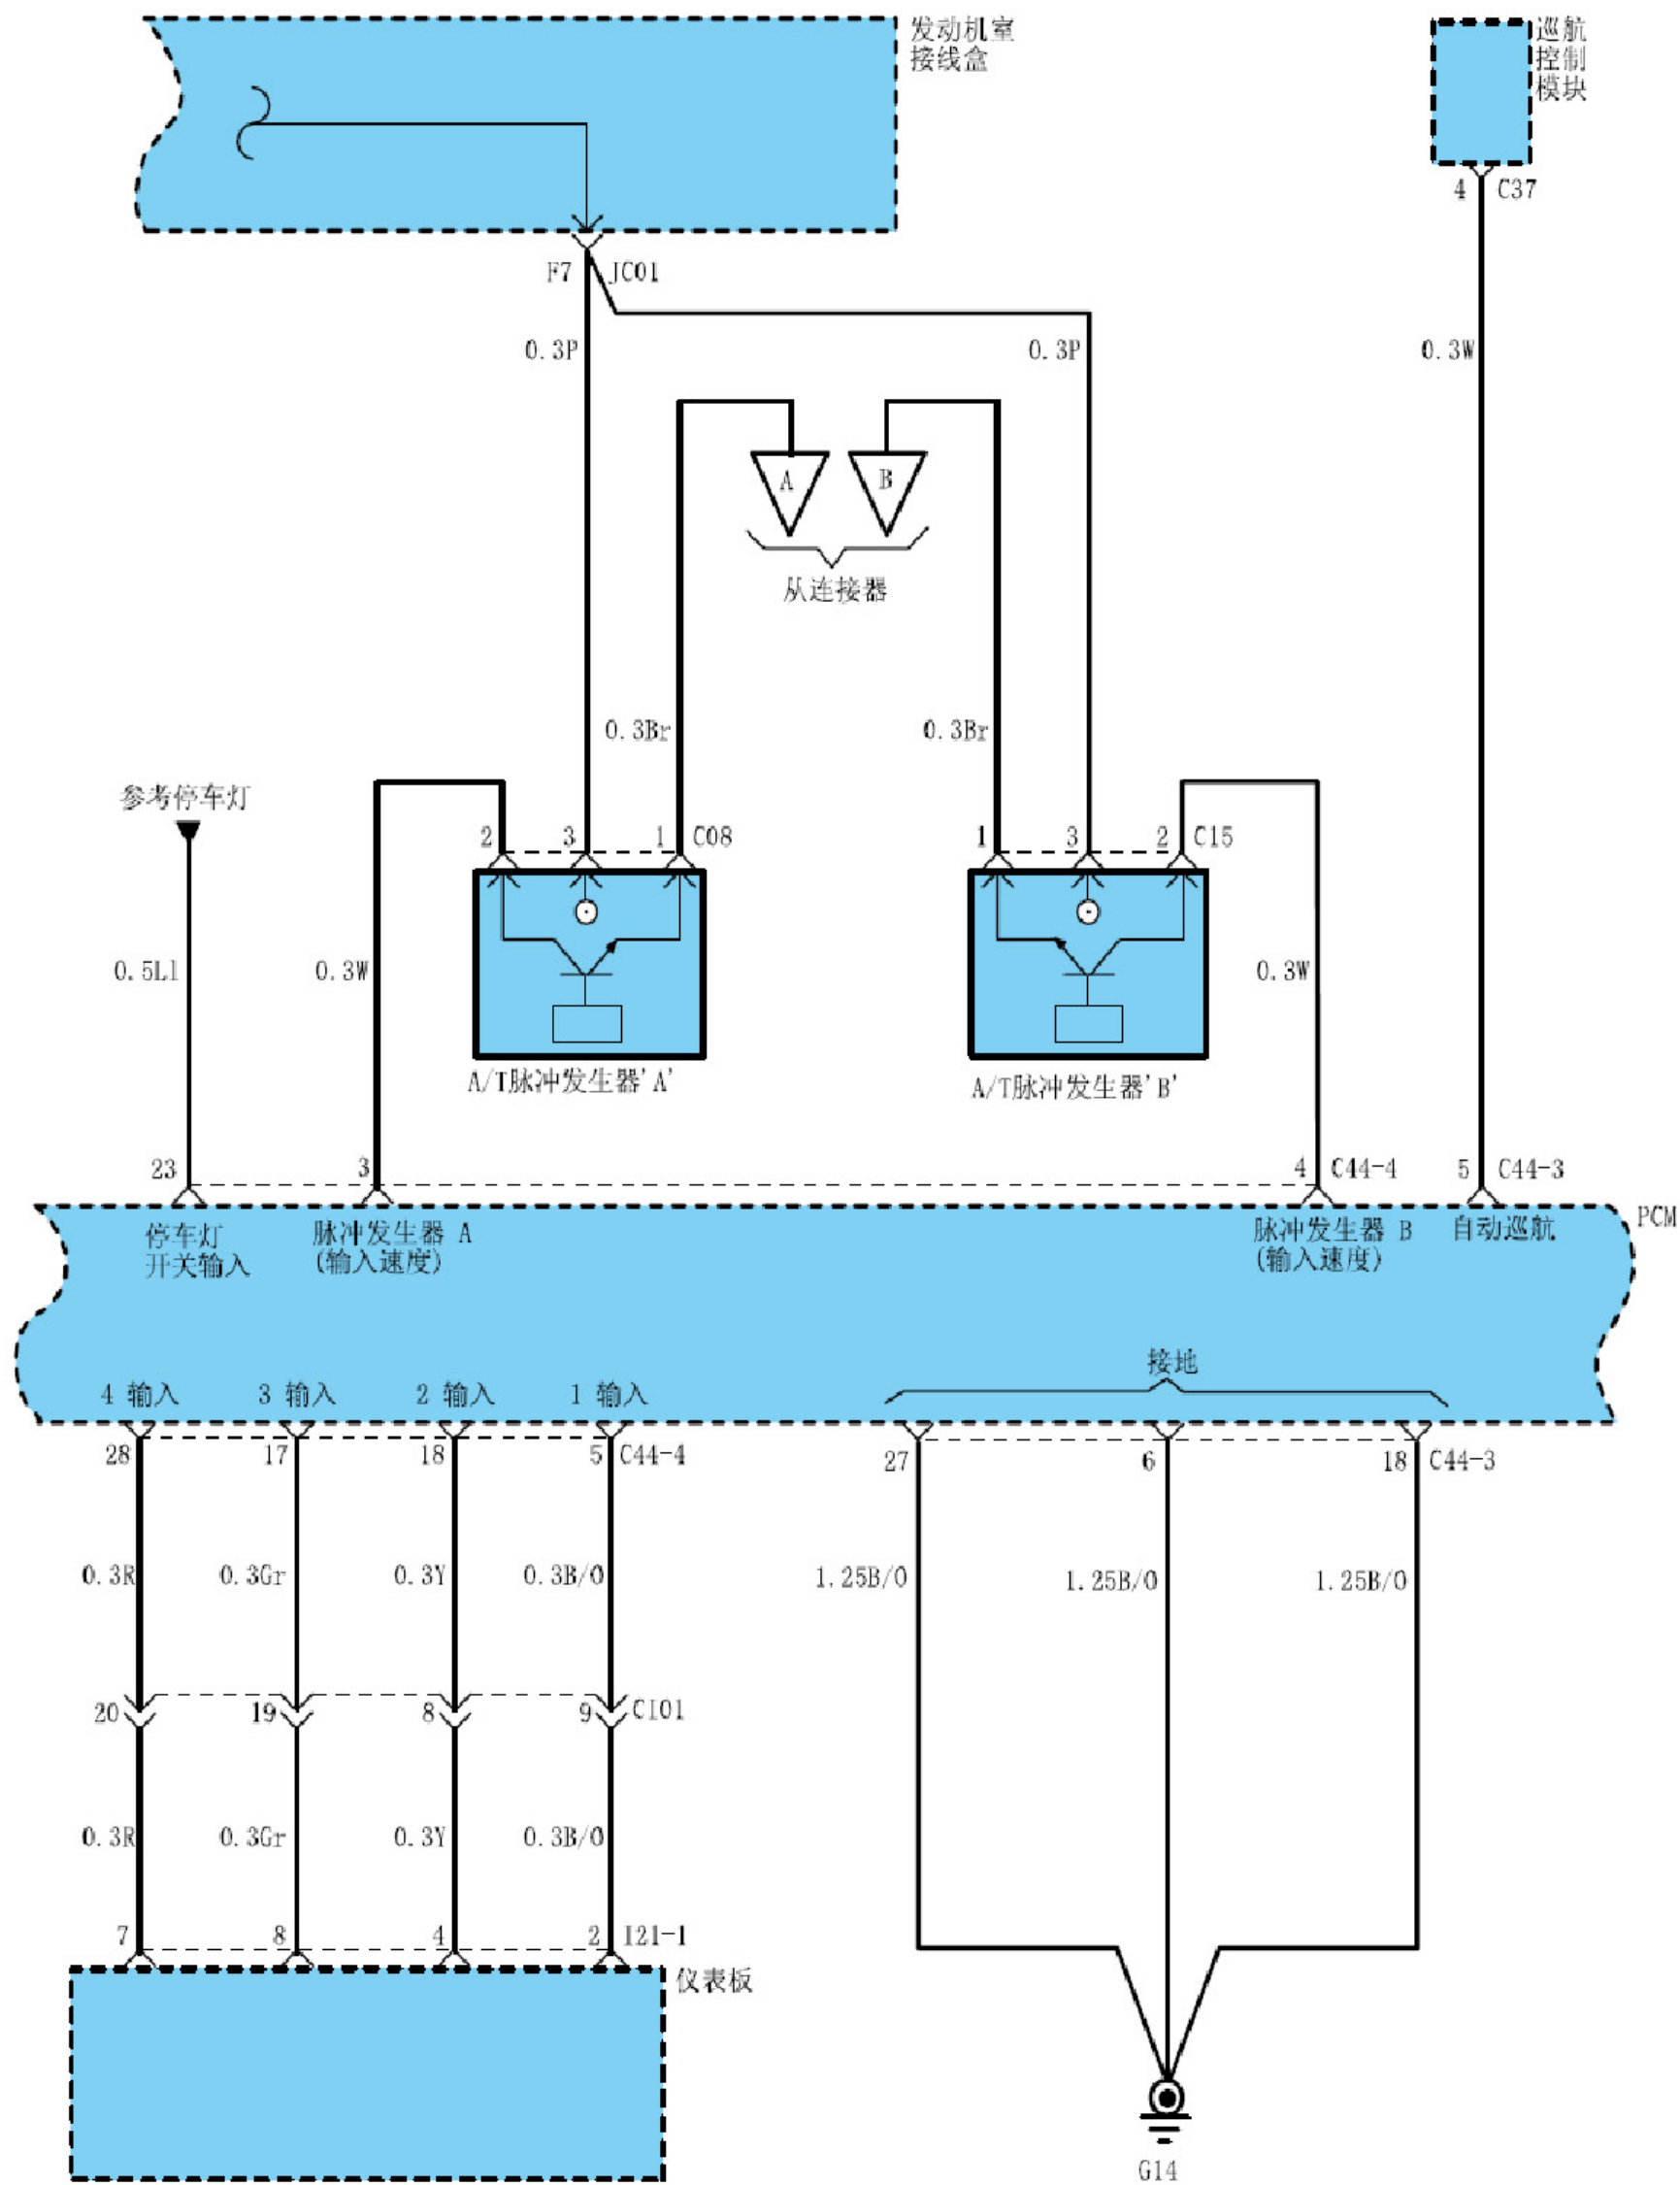 发动机室
接线盒
巡航
控制
模块
4 C37
F7 JC01
0.3P 0.3P 0.3W
A B
从连接器
0.3Br 0.3Br
参考停车灯
2 3 1 C08
1 3 2 C15
0.5Ll 0.3W 0.3W
A/T脉冲发生器'A'
A/T脉冲发生器'B'
23 3 4 C44-4 5 C44-3
PCM
停车灯
开关输入
脉冲发生器 A
(输入速度)
脉冲发生器 B
(输入速度)
自动巡航
接地
4 输入 3 输入 2 输入 1 输入
28 17 18 5 C44-4
27 6 18 C44-3
0.3R 0.3Gr 0.3Y 0.3B/O
1.25B/O 1.25B/O 1.25B/O
20 19 8 9 CI01
0.3R 0.3Gr 0.3Y 0.3B/O
7 8 4 2 I21-1
仪表板
G14